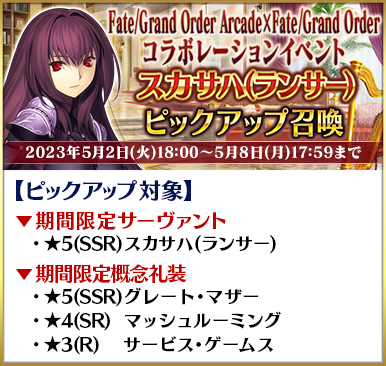 Fate/Grand Order Arcade×Fate/Grand Order
コラボレーションイベント
スカサハ(ランサー)
ピックアップ召喚
2023年5月2日(火)18:00～5月8日(月)17:59まで
【ピックアップ対象】
▼期間限定サーヴァント
・★5(SSR)スカサハ(ランサー)
▼期間限定概念礼装
・★5(SSR)グレート・マザー
・★4(SR) マッシュルーミング
・★3(R) サービス・ゲームス